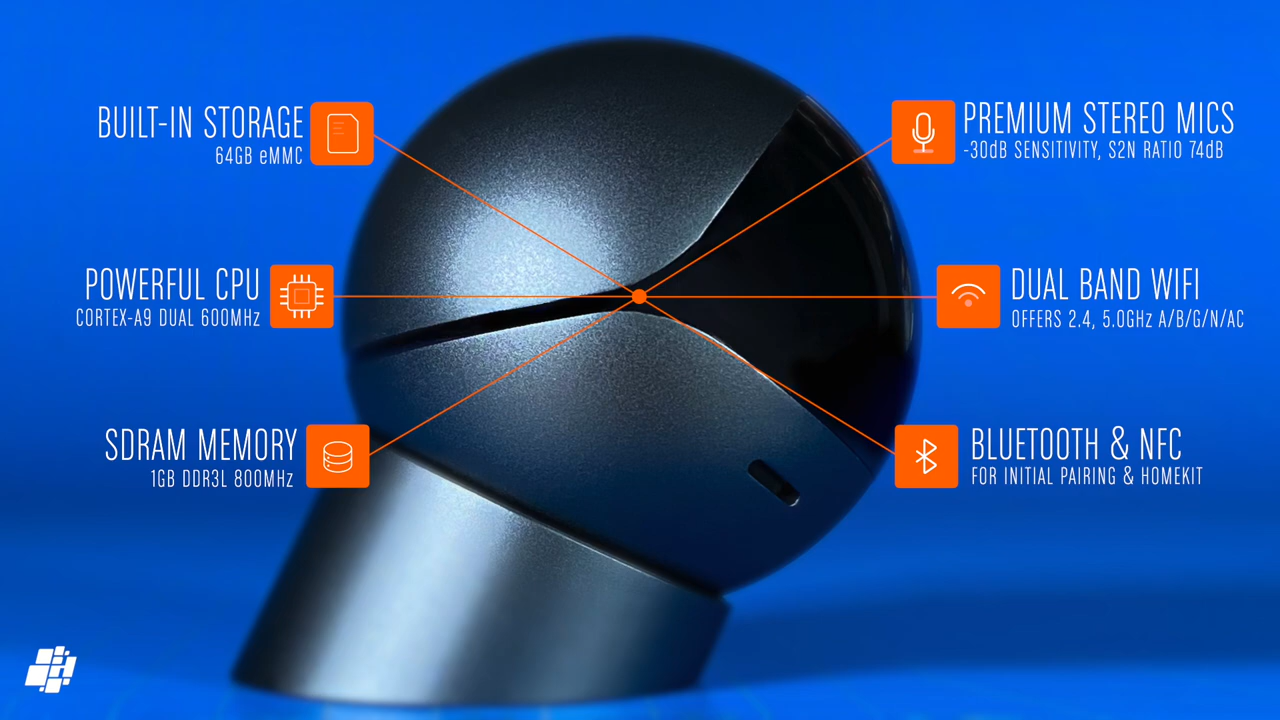 BUILT-IN STORAGE
64GB eMMC
POWERFUL CPU
CORTEX-A9 DUAL 600MHz
SDRAM MEMORY
1GB DDR3L 800MHz
PREMIUM STEREO MICS
-30dB SENSITIVITY, S2N RATIO 74dB
DUAL BAND WIFI
OFFERS 2.4, 5.0GHz A/B/G/N/AC
BLUETOOTH & NFC
FOR INITIAL PAIRING & HOMEKIT